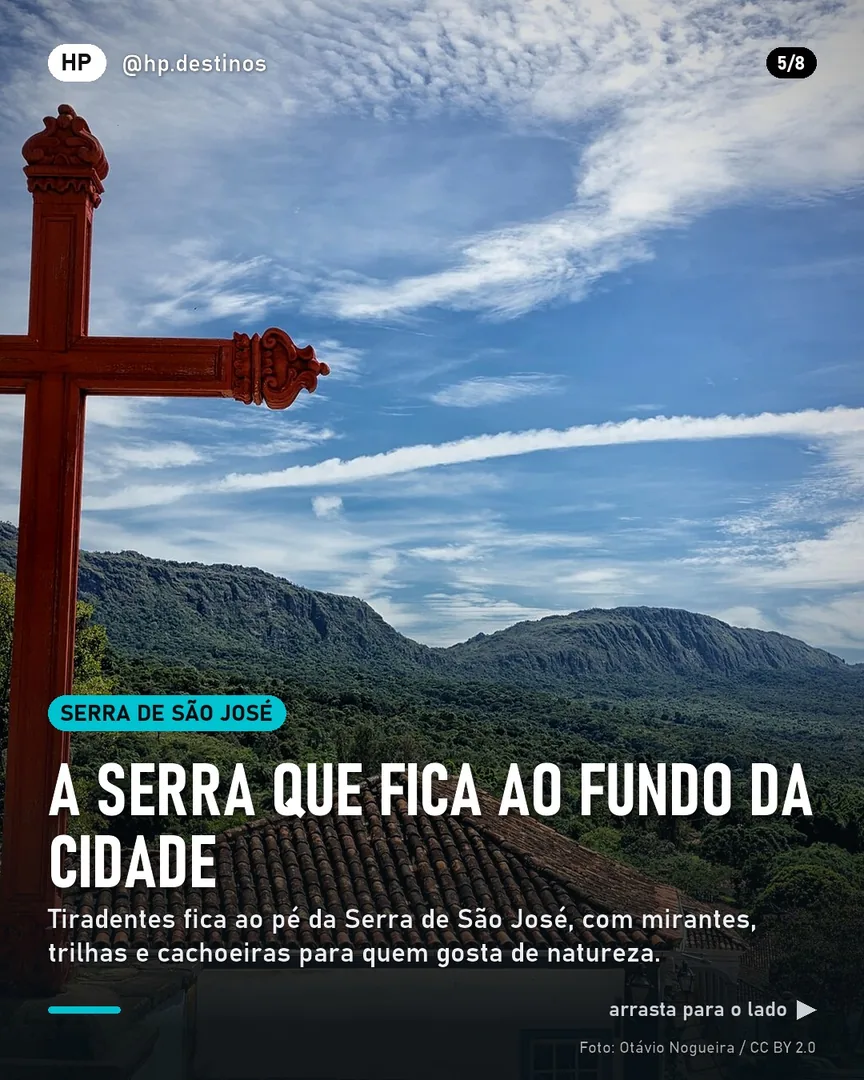 HP @hp.destinos 5/8
SERRA DE SÃO JOSÉ
A SERRA QUE FICA AO FUNDO DA
CIDADE
Tiradentes fica ao pé da Serra de São José, com mirantes,
trilhas e cachoeiras para quem gosta de natureza.
arrasta para o lado ▶
Foto: Otávio Nogueira / CC BY 2.0